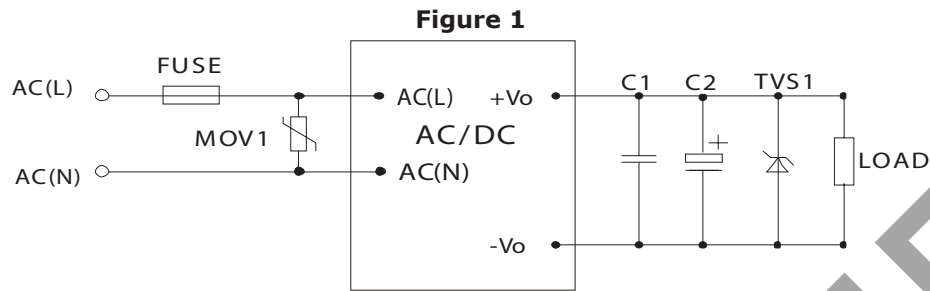 Figure 1
FUSE
C1 C2 TVS1
AC(L)
AC(L) +Vo
MOV1
AC/DC
+
LOAD
AC(N)
AC(N)
-Vo